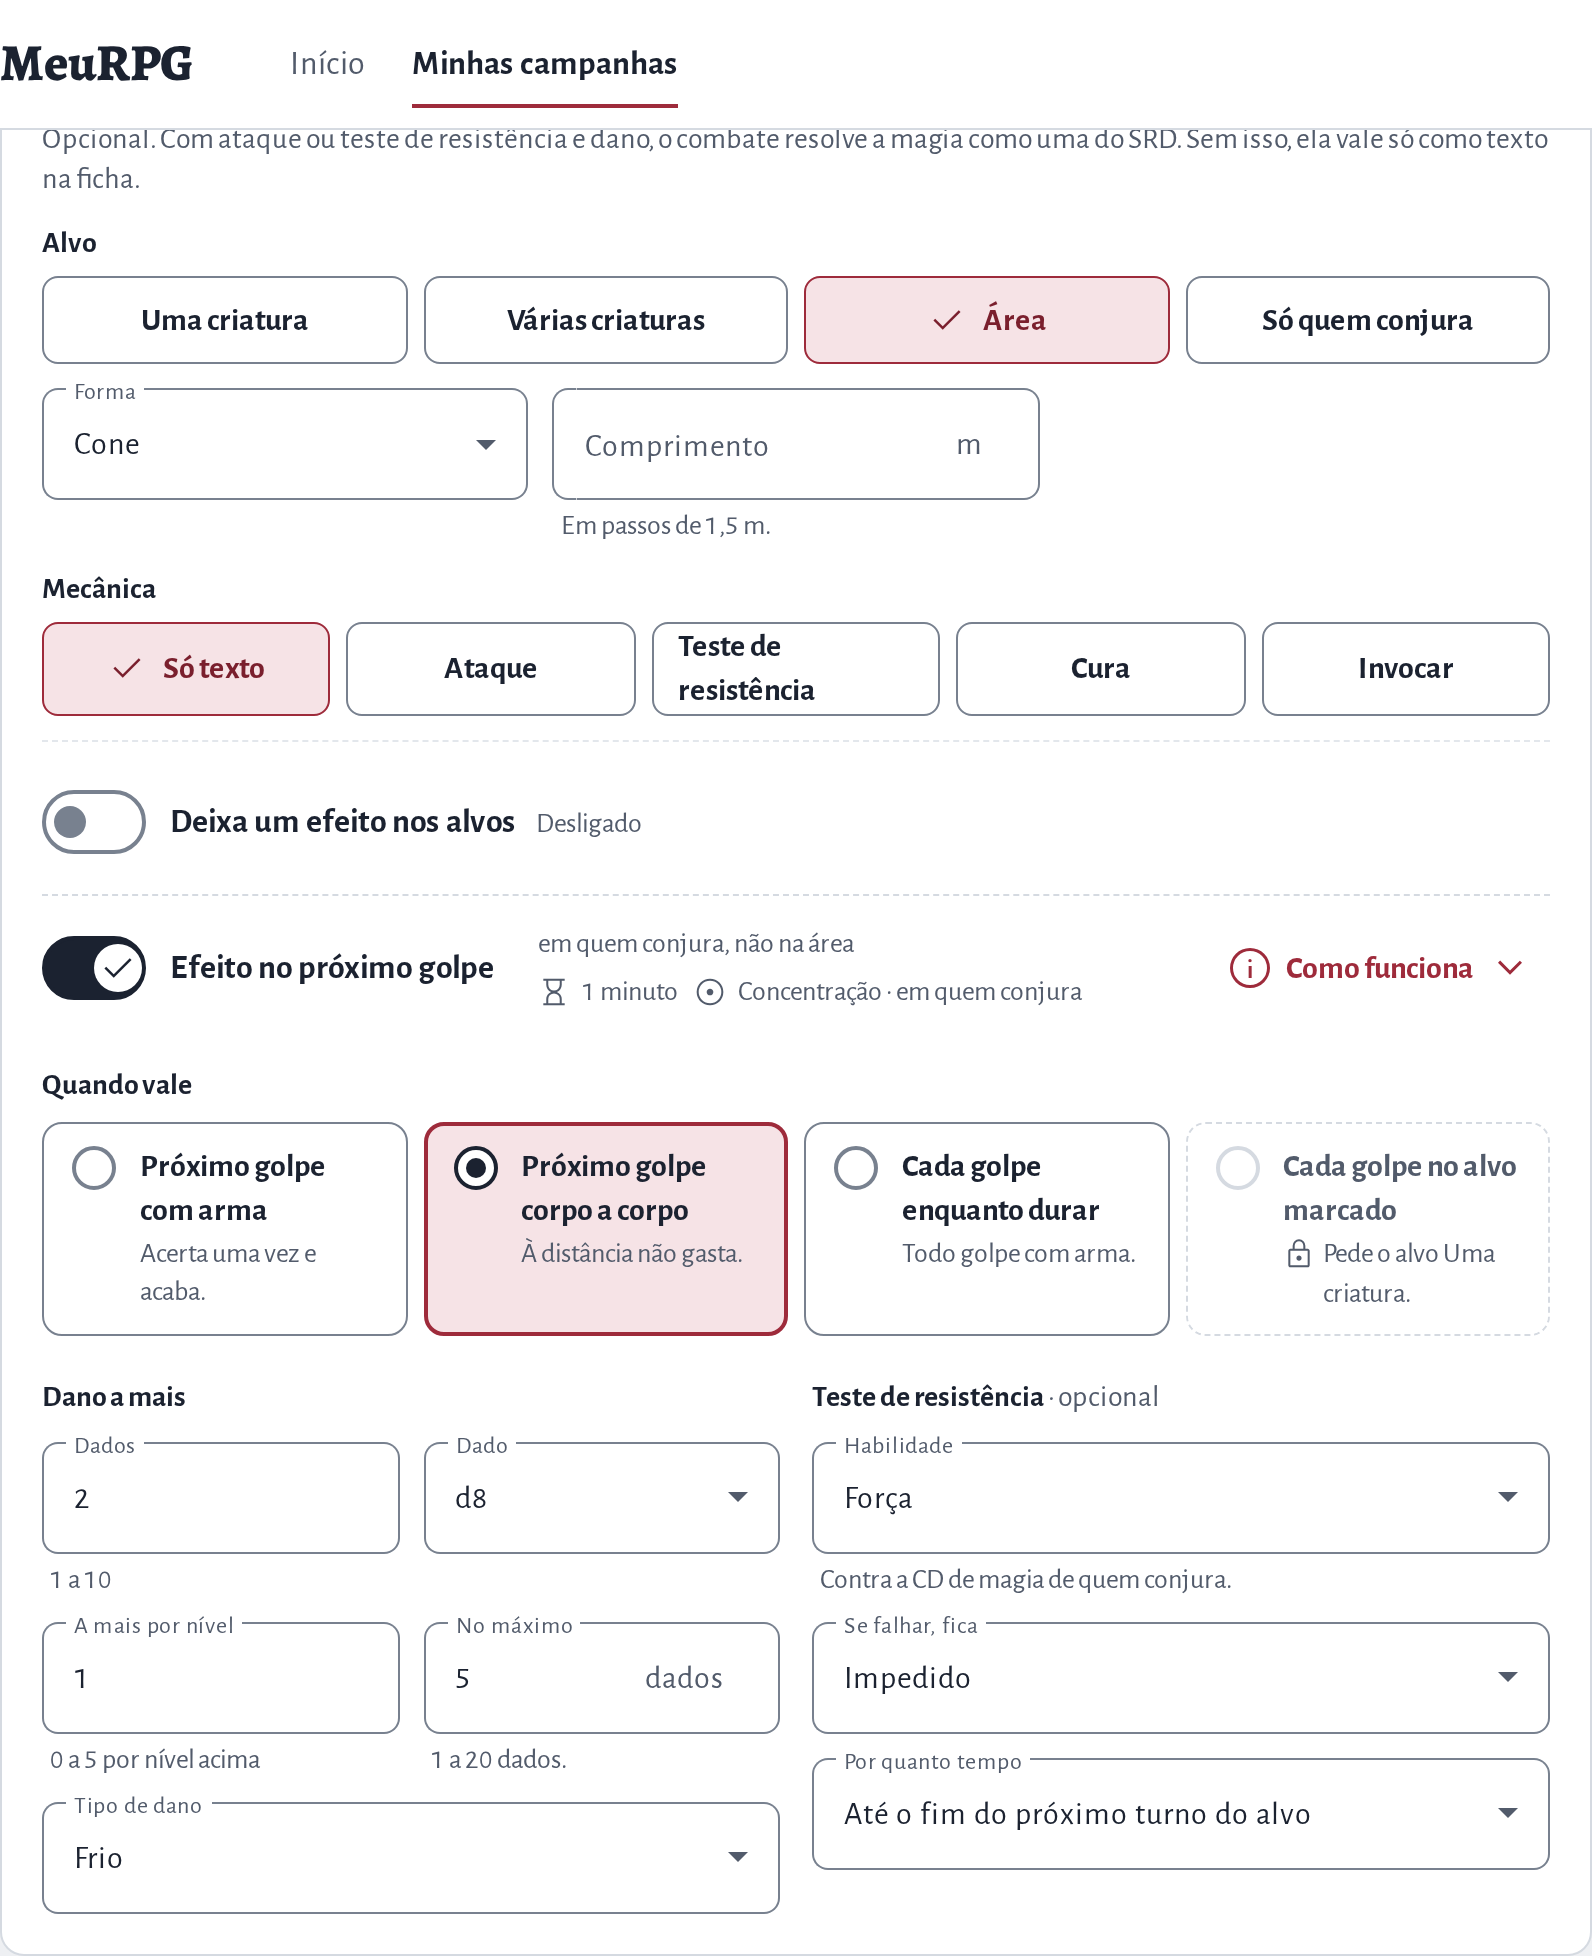 MeuRPG
Início
Minhas campanhas
Opcional. Com ataque ou teste de resistência e dano, o combate resolve a magia como uma do SRD. Sem isso, ela vale só como texto
na ficha.
Alvo
Uma criatura
Várias criaturas
Área
Só quem conjura
Forma
Cone
Comprimento
m
Em passos de 1,5 m.
Mecânica
Só texto
Ataque
Teste de
resistência
Cura
Invocar
Deixa um efeito nos alvos
Desligado
Efeito no próximo golpe
em quem conjura, não na área
1 minuto
Concentração · em quem conjura
Como funciona
Quando vale
Próximo golpe
com arma
Acerta uma vez e
acaba.
Próximo golpe
corpo a corpo
À distância não gasta.
Cada golpe
enquanto durar
Todo golpe com arma.
Cada golpe no alvo
marcado
Pede o alvo Uma
criatura.
Dano a mais
Dados
2
1 a 10
Dado
d8
A mais por nível
1
0 a 5 por nível acima
No máximo
5
dados
1 a 20 dados.
Tipo de dano
Frio
Teste de resistência · opcional
Habilidade
Força
Contra a CD de magia de quem conjura.
Se falhar, fica
Impedido
Por quanto tempo
Até o fim do próximo turno do alvo